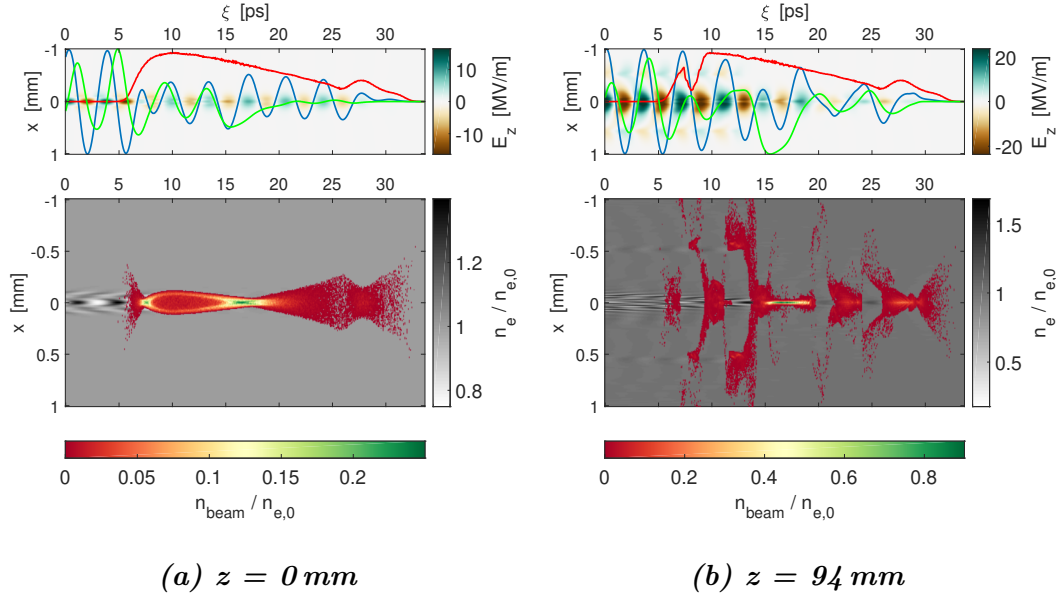 ξ [ps]
0 5 10 15 20 25 30
-1
0
1
x [mm]
10
0
-10
E_z [MV/m]
0 5 10 15 20 25 30
-1
-0.5
0
0.5
1
x [mm]
1.2
1
0.8
n_e / n_e,0
0 0.05 0.1 0.15 0.2
n_beam / n_e,0
(a) z = 0 mm
ξ [ps]
0 5 10 15 20 25 30
-1
0
1
x [mm]
20
0
-20
E_z [MV/m]
0 5 10 15 20 25 30
-1
-0.5
0
0.5
1
x [mm]
1.5
1
0.5
n_e / n_e,0
0 0.2 0.4 0.6 0.8
n_beam / n_e,0
(b) z = 94 mm